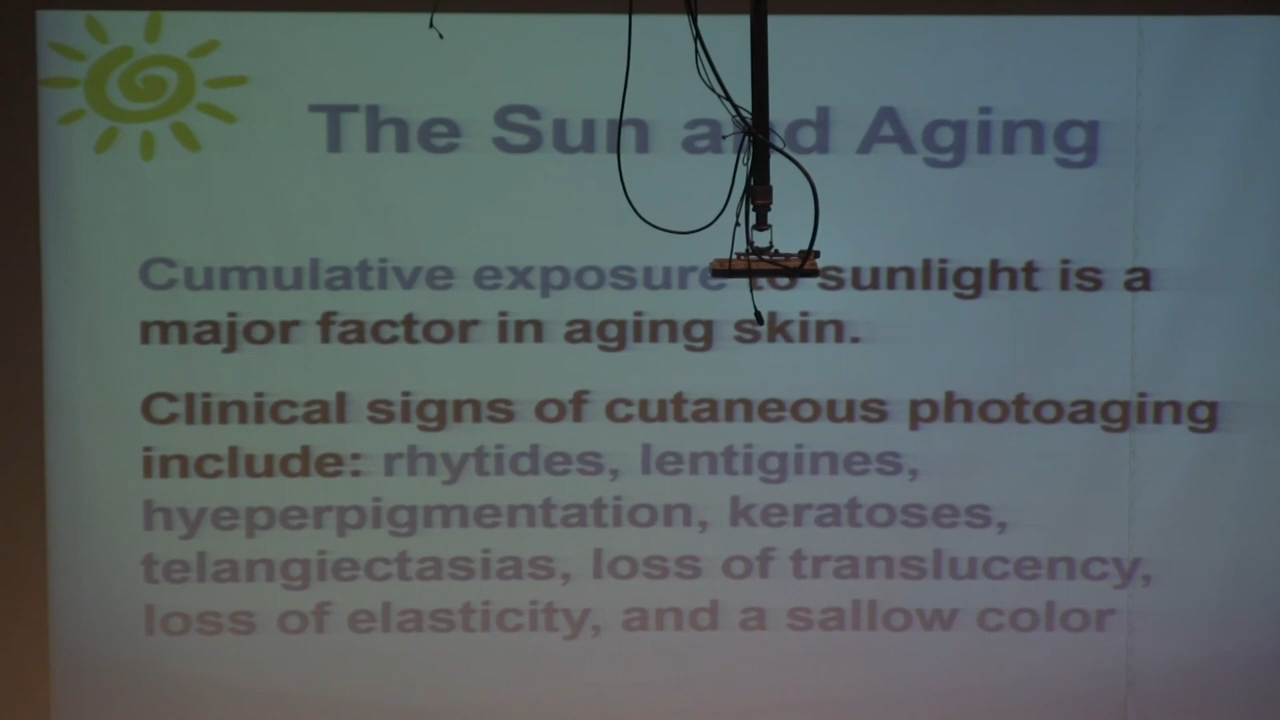 The Sun and Aging
Cumulative exposure to sunlight is a
major factor in aging skin.
Clinical signs of cutaneous photoaging
include: rhytides, lentigines,
hyeperpigmentation, keratoses,
telangiectasias, loss of translucency,
loss of elasticity, and a sallow color